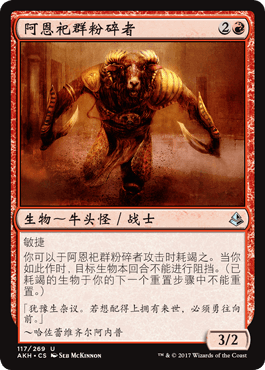 阿恩祀群粉碎者 2
生物~牛头怪 / 战士
敏捷
你可以于阿恩祀群粉碎者攻击时耗竭之。当你
如此作时，目标生物本回合不能进行阻挡。（已
耗竭的生物于你的下一个重置步骤中不能重
置。）
「犹豫生杂议。若想配得上拥有来世，必须勇往向
前。」
~哈佐蕾维齐尔阿内普
3/2
117/269 U
AKH • CS SEB MCKINNON
™ & © 2017 Wizards of the Coast